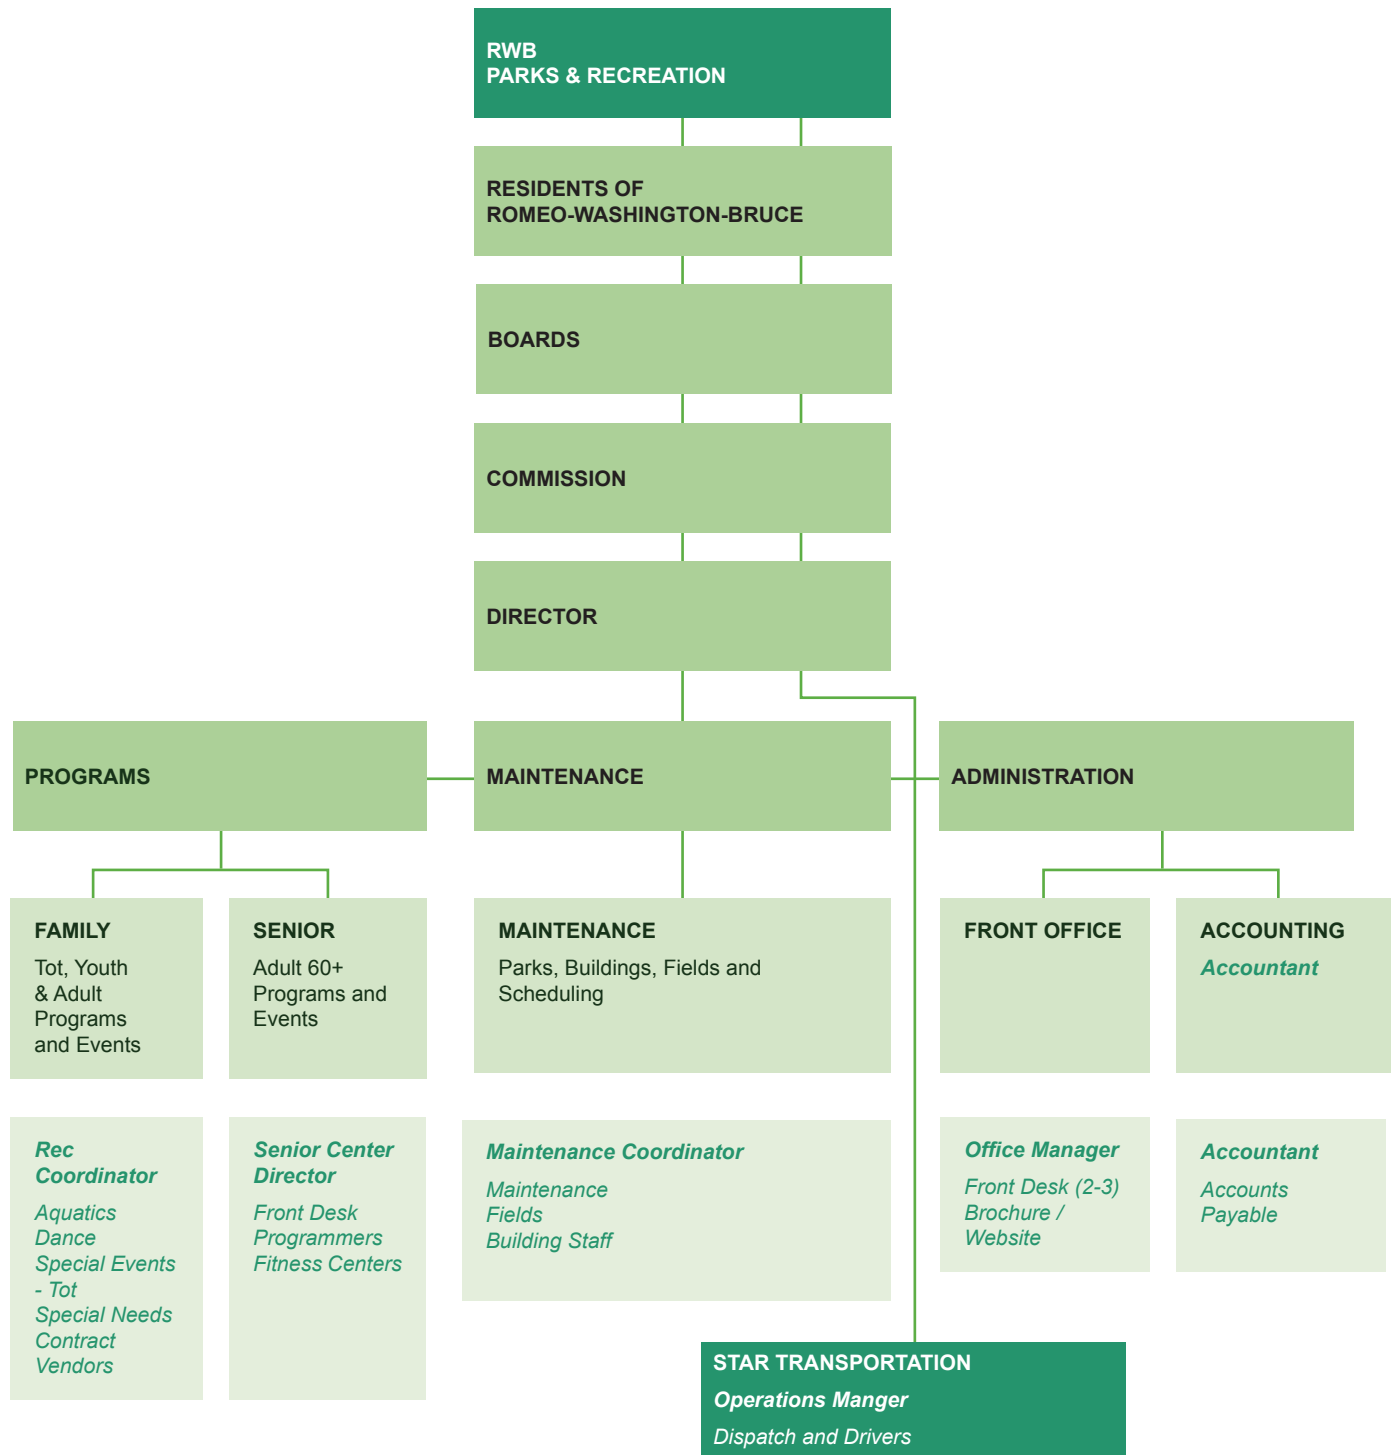 RWB
PARKS & RECREATION
RESIDENTS OF
ROMEO-WASHINGTON-BRUCE
BOARDS
COMMISSION
DIRECTOR
PROGRAMS
MAINTENANCE
ADMINISTRATION
FAMILY
Tot, Youth
& Adult
Programs
and Events
SENIOR
Adult 60+
Programs and
Events
MAINTENANCE
Parks, Buildings, Fields and
Scheduling
FRONT OFFICE
ACCOUNTING
Accountant
Rec
Coordinator
Aquatics
Dance
Special Events
- Tot
Special Needs
Contract
Vendors
Senior Center
Director
Front Desk
Programmers
Fitness Centers
Maintenance Coordinator
Maintenance
Fields
Building Staff
Office Manager
Front Desk (2-3)
Brochure /
Website
Accountant
Accounts
Payable
STAR TRANSPORTATION
Operations Manger
Dispatch and Drivers